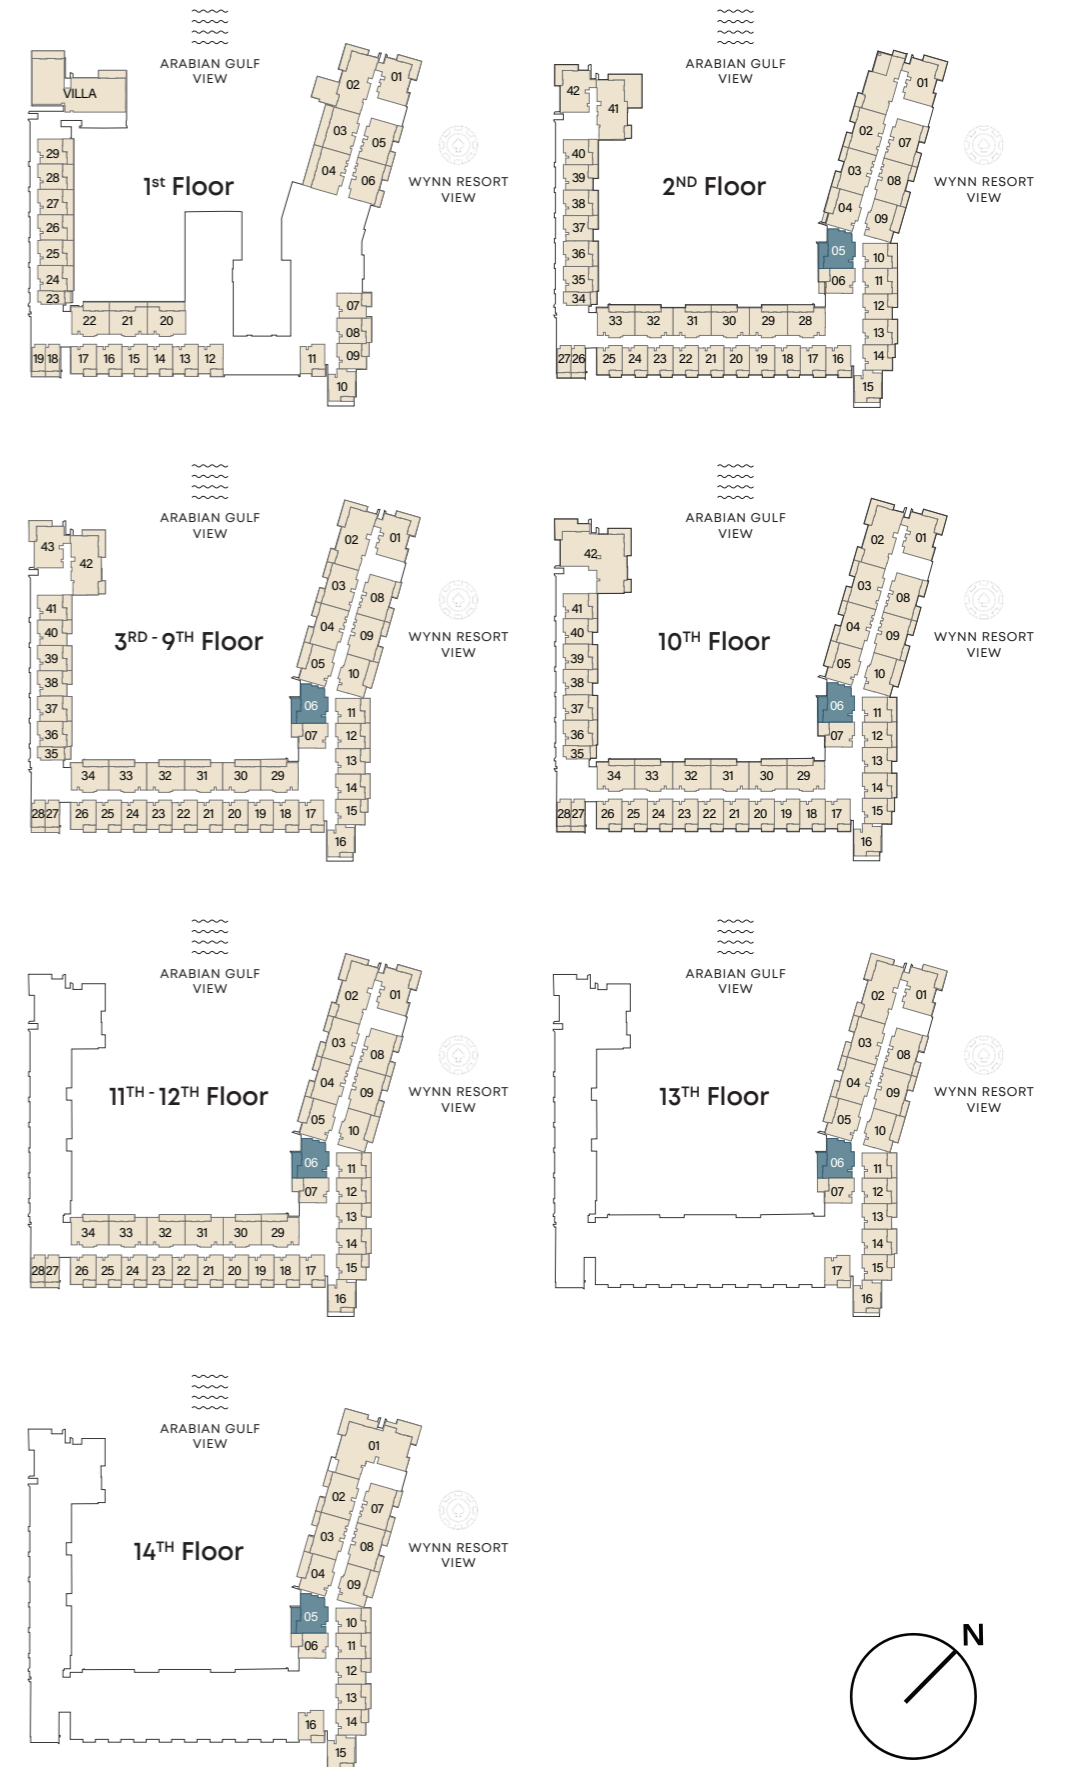 ARABIAN GULF
VIEW
VILLA
02
01
03
05
04
06
29
28
27
26
25
24
23
1st Floor
WYNN RESORT
VIEW
22 21 20
07
08
09
19 18 17 16 15 14 13 12 11
10
ARABIAN GULF
VIEW
42
41
01
02
07
03
08
04
09
05
10
06
11
12
13
14
15
40
39
38
37
36
35
34
2ND Floor
WYNN RESORT
VIEW
33 32 31 30 29 28
27 26 25 24 23 22 21 20 19 18 17 16
ARABIAN GULF
VIEW
43
42
02
01
03
08
04
09
05
10
06
11
07
12
13
14
15
16
41
40
39
38
37
36
35
3RD - 9TH Floor
WYNN RESORT
VIEW
34 33 32 31 30 29
28 27 26 25 24 23 22 21 20 19 18 17
ARABIAN GULF
VIEW
42
02
01
03
08
04
09
05
10
06
11
07
12
13
14
15
16
41
40
39
38
37
36
35
10TH Floor
WYNN RESORT
VIEW
34 33 32 31 30 29
28 27 26 25 24 23 22 21 20 19 18 17
ARABIAN GULF
VIEW
02
01
03
08
04
09
05
10
06
11
07
12
13
14
15
16
11TH - 12TH Floor
WYNN RESORT
VIEW
34 33 32 31 30 29
28 27 26 25 24 23 22 21 20 19 18 17
ARABIAN GULF
VIEW
02
01
03
08
04
09
05
10
06
11
07
12
13
14
15
17
16
13TH Floor
WYNN RESORT
VIEW
ARABIAN GULF
VIEW
01
02
07
03
08
04
09
05
10
06
11
12
13
14
16
15
14TH Floor
WYNN RESORT
VIEW
N